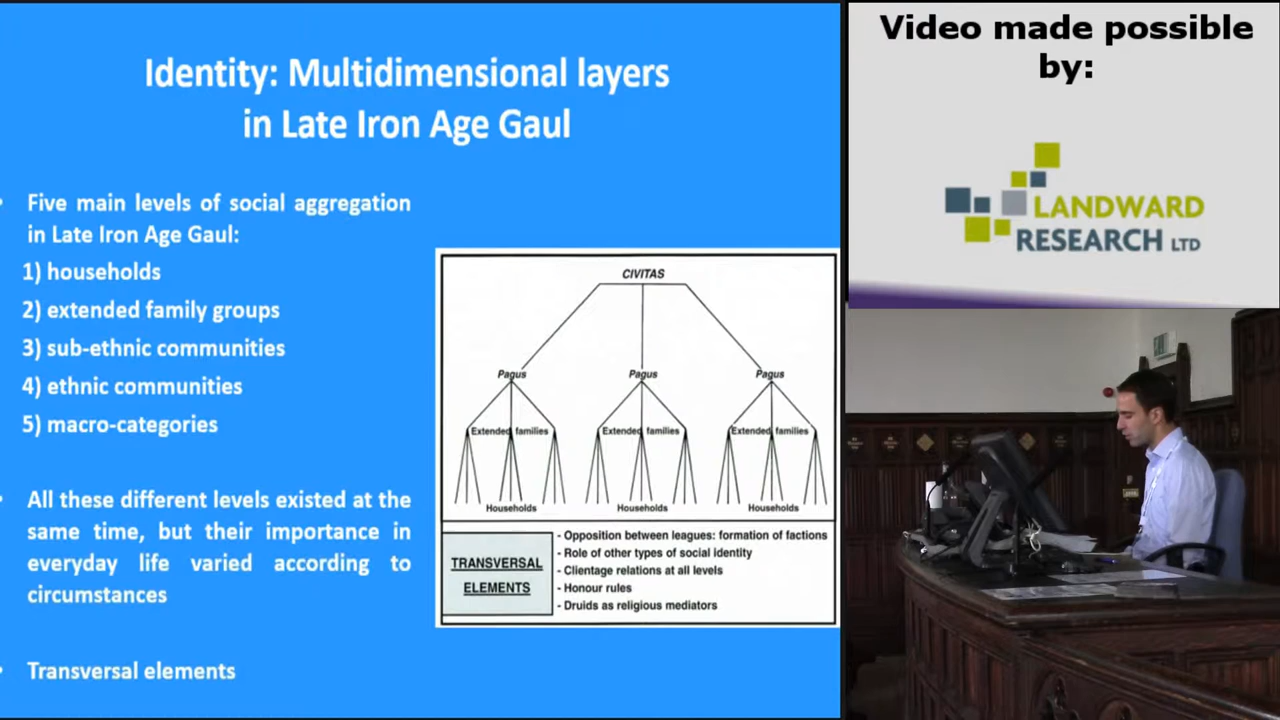 Identity: Multidimensional layers
in Late Iron Age Gaul
Five main levels of social aggregation
in Late Iron Age Gaul:
1) households
2) extended family groups
3) sub-ethnic communities
4) ethnic communities
5) macro-categories
All these different levels existed at the
same time, but their importance in
everyday life varied according to
circumstances
Transversal elements
CIVITAS
Pagus Pagus Pagus
Extended families Extended families Extended families
Households Households Households
TRANSVERSAL
ELEMENTS
- Opposition between leagues: formation of factions
- Role of other types of social identity
- Clientage relations at all levels
- Honour rules
- Druids as religious mediators
Video made possible
by:
LANDWARD
RESEARCH LTD